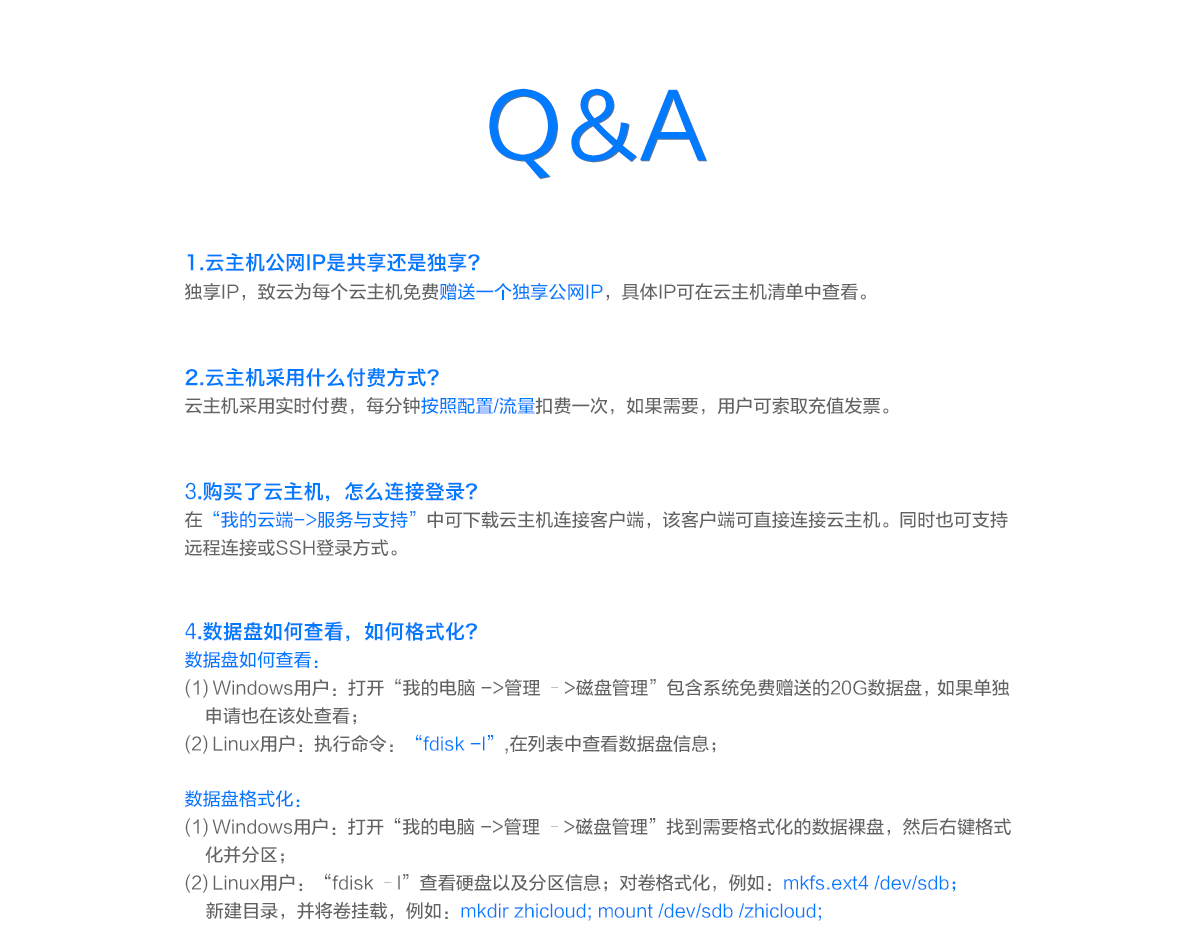 Q&A
1.云主机公网IP是共享还是独享?
独享IP，致云为每个云主机免费赠送一个独享公网IP，具体IP可在云主机清单中查看。
2.云主机采用什么付费方式?
云主机采用实时付费，每分钟按照配置/流量扣费一次，如果需要，用户可索取充值发票。
3.购买了云主机，怎么连接登录?
在“我的云端->服务与支持”中可下载云主机连接客户端，该客户端可直接连接云主机。同时也可支持
远程连接或SSH登录方式。
4.数据盘如何查看，如何格式化?
数据盘如何查看：
(1) Windows用户：打开“我的电脑 ->管理 –>磁盘管理”包含系统免费赠送的20G数据盘，如果单独
申请也在该处查看；
(2) Linux用户：执行命令：“fdisk -l”,在列表中查看数据盘信息；
数据盘格式化：
(1) Windows用户：打开“我的电脑 ->管理 –>磁盘管理”找到需要格式化的数据裸盘，然后右键格式
化并分区；
(2) Linux用户：“fdisk –l”查看硬盘以及分区信息；对卷格式化，例如：mkfs.ext4 /dev/sdb；
新建目录，并将卷挂载，例如：mkdir zhicloud; mount /dev/sdb /zhicloud;